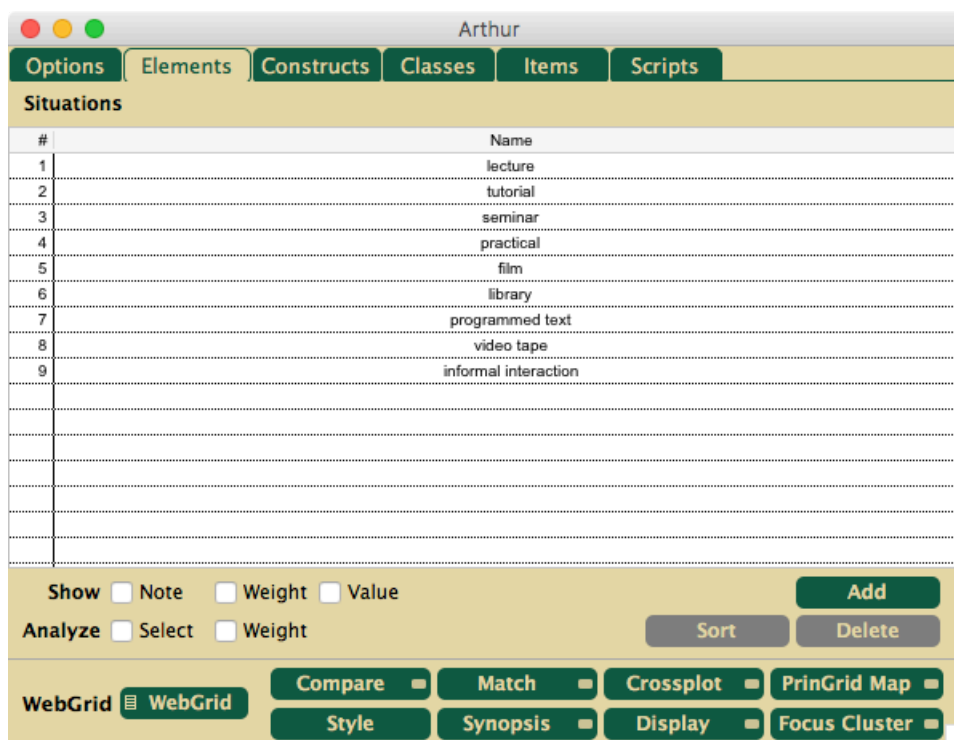 Arthur
Options Elements Constructs Classes Items Scripts
Situations
# Name
1 lecture
2 tutorial
3 seminar
4 practical
5 film
6 library
7 programmed text
8 video tape
9 informal interaction
Show Note Weight Value Add
Analyze Select Weight Sort Delete
WebGrid WebGrid Compare Match Crossplot PrinGrid Map
Style Synopsis Display Focus Cluster